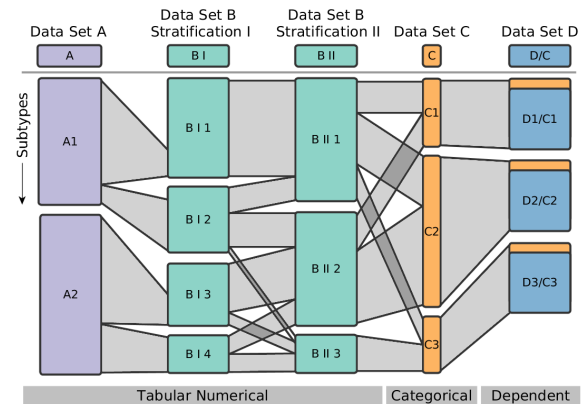 Data Set A
Data Set B
Stratification I
Data Set B
Stratification II
Data Set C
Data Set D
A
B I
B II
C
D/C
Subtypes
A1
A2
B I 1
B I 2
B I 3
B I 4
B II 1
B II 2
B II 3
C1
C2
C3
D1/C1
D2/C2
D3/C3
Tabular Numerical
Categorical
Dependent